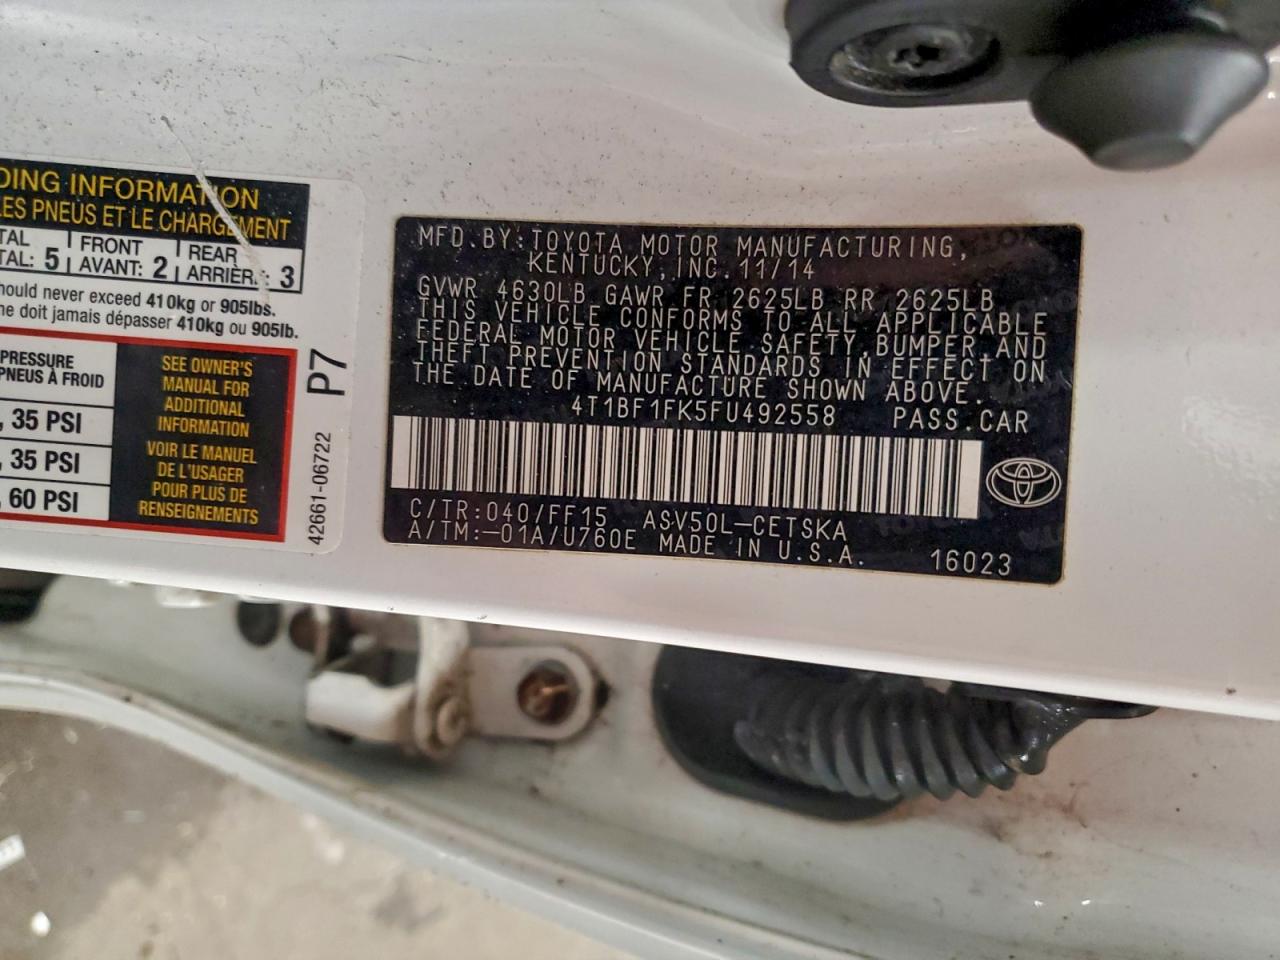 DING INFORMATION
LES PNEUS ET LE CHARGEMENT
TAL
TAL: 5
FRONT
AVANT: 2
REAR
ARRIÈRE: 3
hould never exceed 410kg or 905lbs.
ne doit jamais dépasser 410kg ou 905lb.
PRESSURE
PNEUS À FROID
, 35 PSI
, 35 PSI
, 60 PSI
SEE OWNER'S
MANUAL FOR
ADDITIONAL
INFORMATION
VOIR LE MANUEL
DE L'USAGER
POUR PLUS DE
RENSEIGNEMENTS
42661-06722 P7
MFD.BY:TOYOTA MOTOR MANUFACTURING,
KENTUCKY,INC.11/14
GVWR 4630LB GAWR FR 2625LB RR 2625LB
THIS VEHICLE CONFORMS TO ALL APPLICABLE
FEDERAL MOTOR VEHICLE SAFETY,BUMPER,AND
THEFT PREVENTION STANDARDS IN EFFECT ON
THE DATE OF MANUFACTURE SHOWN ABOVE.
4T1BF1FK5FU492558 PASS.CAR
C/TR:040/FF15 ASV50L-CETSKA
A/TM:-01A/U760E MADE IN U.S.A. 16023